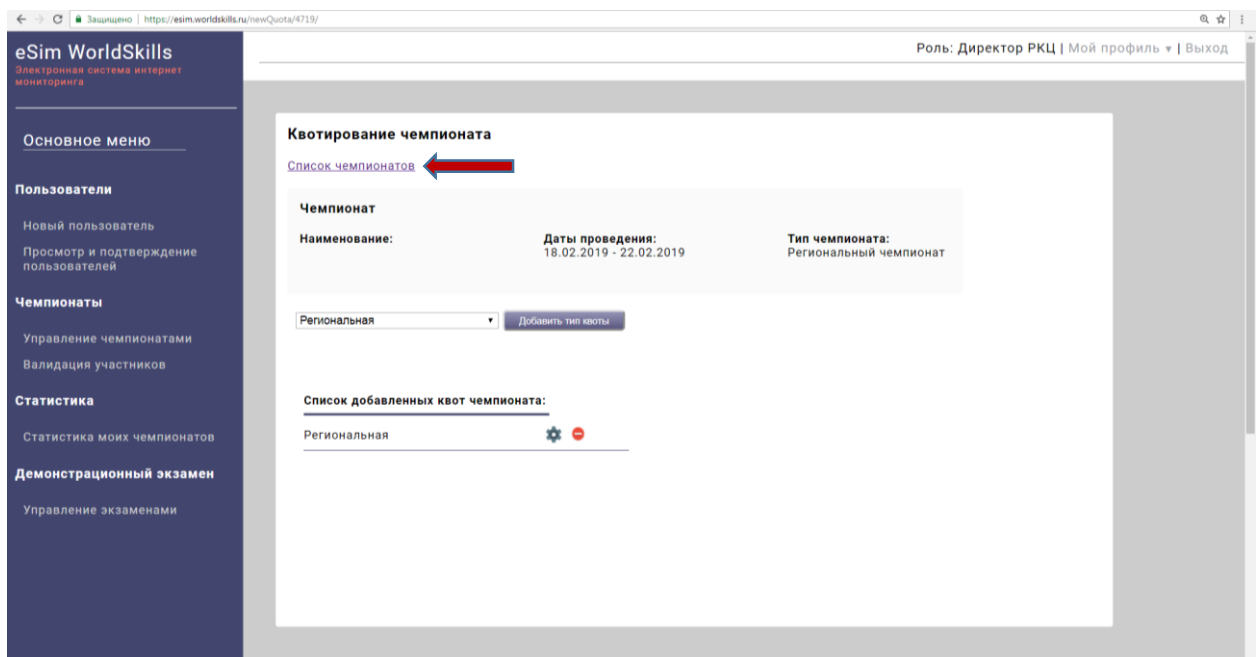 Защищено | https://esim.worldskills.ru/newQuota/4719/
eSim WorldSkills
Электронная система интернет
мониторинга
Роль: Директор РКЦ | Мой профиль ▾ | Выход
Основное меню
Пользователи
Новый пользователь
Просмотр и подтверждение
пользователей
Чемпионаты
Управление чемпионатами
Валидация участников
Статистика
Статистика моих чемпионатов
Демонстрационный экзамен
Управление экзаменами
Квотирование чемпионата
Список чемпионатов
Чемпионат
Наименование: Даты проведения: Тип чемпионата:
18.02.2019 - 22.02.2019 Региональный чемпионат
Региональная Добавить тип квоты
Список добавленных квот чемпионата:
Региональная